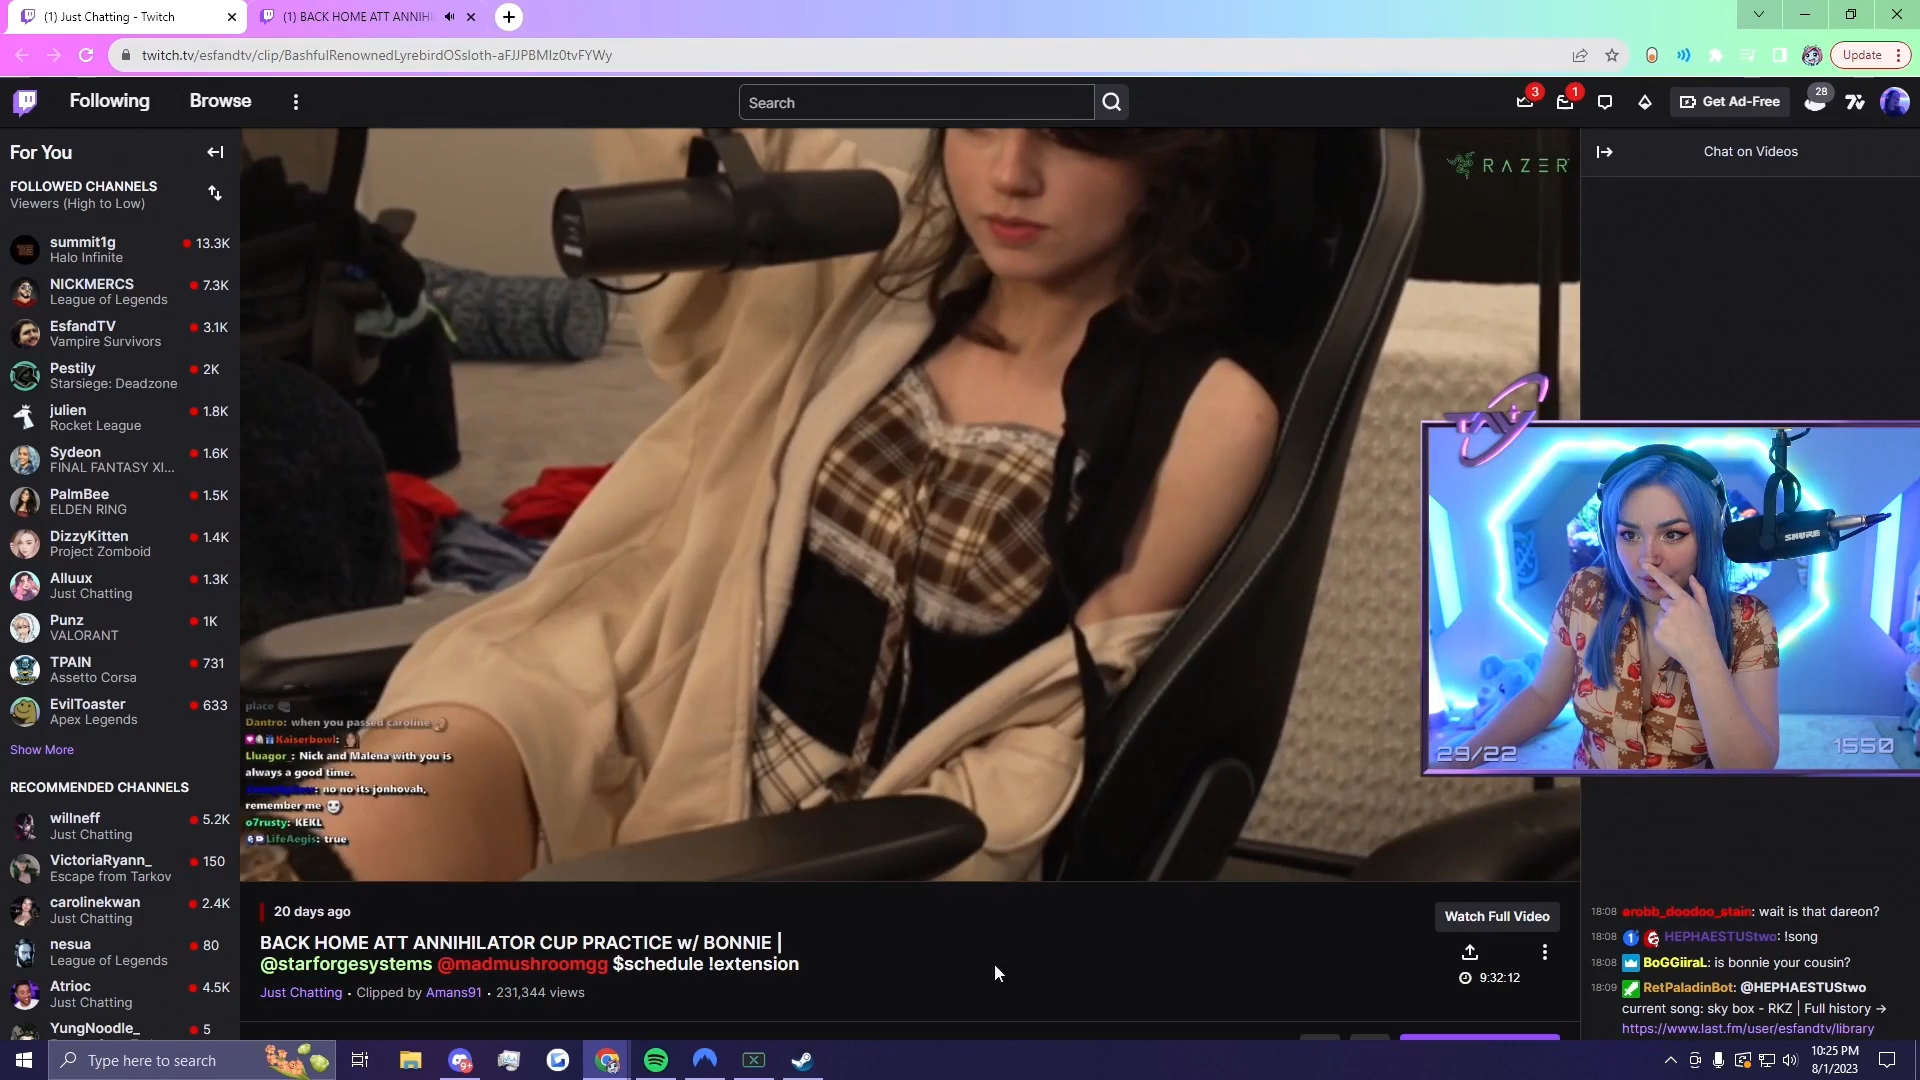 (1) Just Chatting - Twitch
(1) BACK HOME ATT ANNIHI
twitch.tv/esfandtv/clip/BashfulRenownedLyrebirdOSsloth-aFJJPBMIz0tvFYWy
Update
Following
Browse
Search
3
1
Get Ad-Free
28
For You
FOLLOWED CHANNELS
Viewers (High to Low)
summit1g
13.3K
Halo Infinite
NICKMERCS
7.3K
League of Legends
EsfandTV
3.1K
Vampire Survivors
Pestily
2K
Starsiege: Deadzone
julien
1.8K
Rocket League
Sydeon
1.6K
FINAL FANTASY XI...
PalmBee
1.5K
ELDEN RING
DizzyKitten
1.4K
Project Zomboid
Alluux
1.3K
Just Chatting
Punz
1K
VALORANT
TPAIN
731
Assetto Corsa
EvilToaster
633
Apex Legends
Show More
RECOMMENDED CHANNELS
willneff
5.2K
Just Chatting
VictoriaRyann_
150
Escape from Tarkov
carolinekwan
2.4K
Just Chatting
nesua
80
League of Legends
Atrioc
4.5K
Just Chatting
YungNoodle_
5
RAZER
place
Dantro: when you passed caroline
Kaiserbowl:
Lluagor_: Nick and Malena with you is
always a good time.
: no no its jonhovah,
remember me
o7rusty: KEKL
LifeAegis: true
20 days ago
BACK HOME ATT ANNIHILATOR CUP PRACTICE w/ BONNIE |
@starforgesystems @madmushroomgg $schedule !extension
Just Chatting • Clipped by Amans91 • 231,344 views
Watch Full Video
9:32:12
Chat on Videos
SHURE
29/22
1550
18:08 erobb_doodoo_stain: wait is that dareon?
18:08 HEPHAESTUStwo: !song
18:08 BoGGiiraL: is bonnie your cousin?
18:09 RetPaladinBot: @HEPHAESTUStwo
current song: sky box - RKZ | Full history →
https://www.last.fm/user/esfandtv/library
Type here to search
9+
10:25 PM
8/1/2023